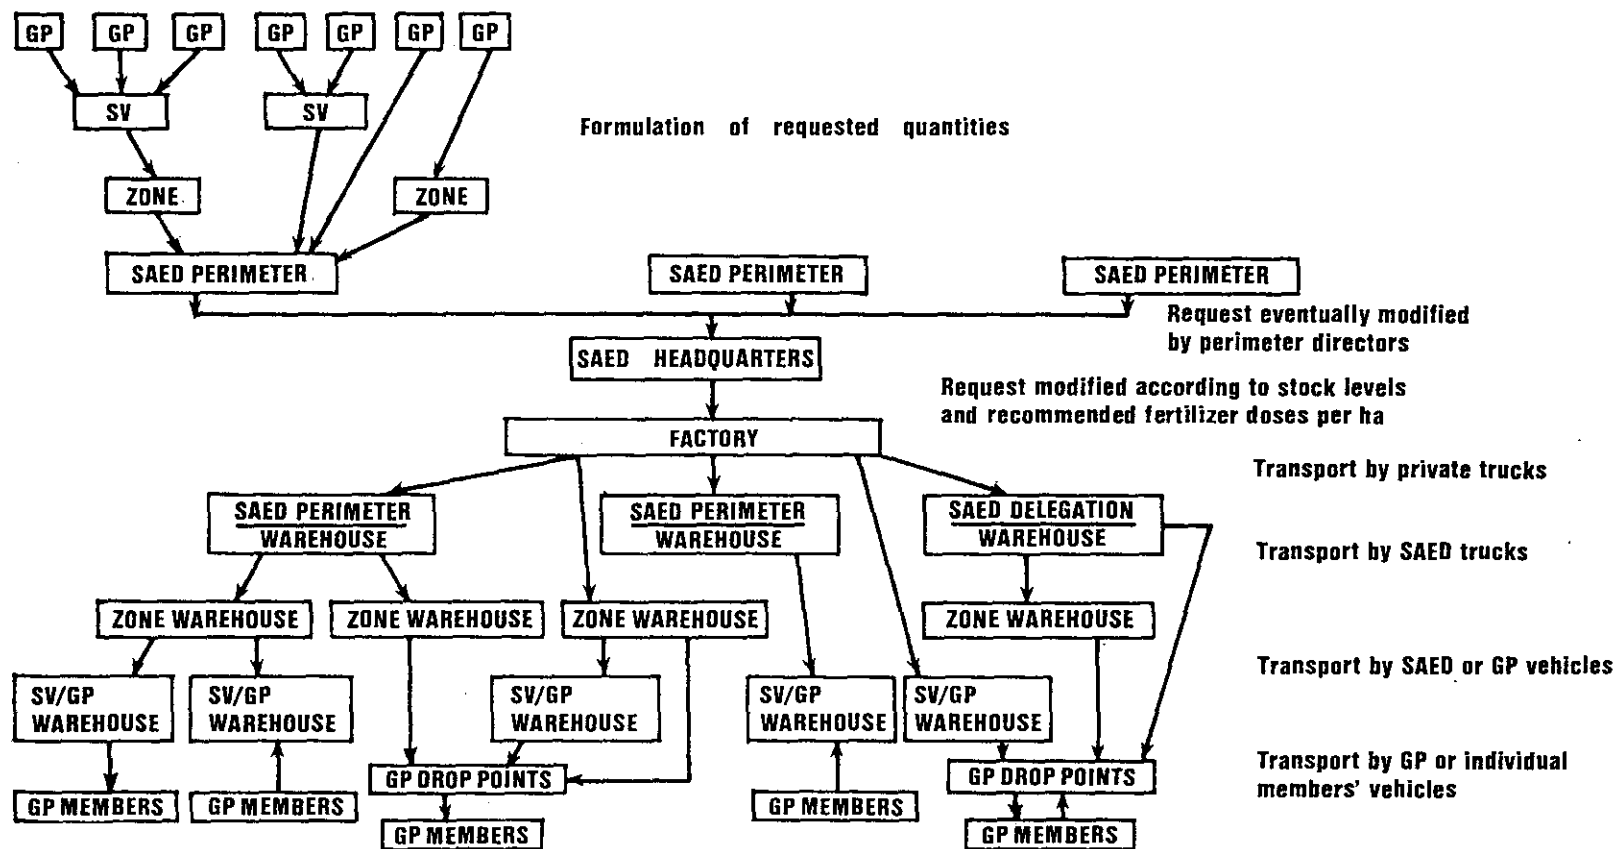 GP GP GP GP GP GP GP
SV SV
Formulation of requested quantities
ZONE ZONE
SAED PERIMETER SAED PERIMETER SAED PERIMETER
Request eventually modified
by perimeter directors
SAED HEADQUARTERS
Request modified according to stock levels
and recommended fertilizer doses per ha
FACTORY
Transport by private trucks
SAED PERIMETER
WAREHOUSE
SAED PERIMETER
WAREHOUSE
SAED DELEGATION
WAREHOUSE
Transport by SAED trucks
ZONE WAREHOUSE ZONE WAREHOUSE ZONE WAREHOUSE ZONE WAREHOUSE
Transport by SAED or GP vehicles
SV/GP
WAREHOUSE
SV/GP
WAREHOUSE
SV/GP
WAREHOUSE
SV/GP
WAREHOUSE
SV/GP
WAREHOUSE
Transport by GP or individual
members' vehicles
GP DROP POINTS GP DROP POINTS
GP MEMBERS GP MEMBERS GP MEMBERS
GP MEMBERS GP MEMBERS